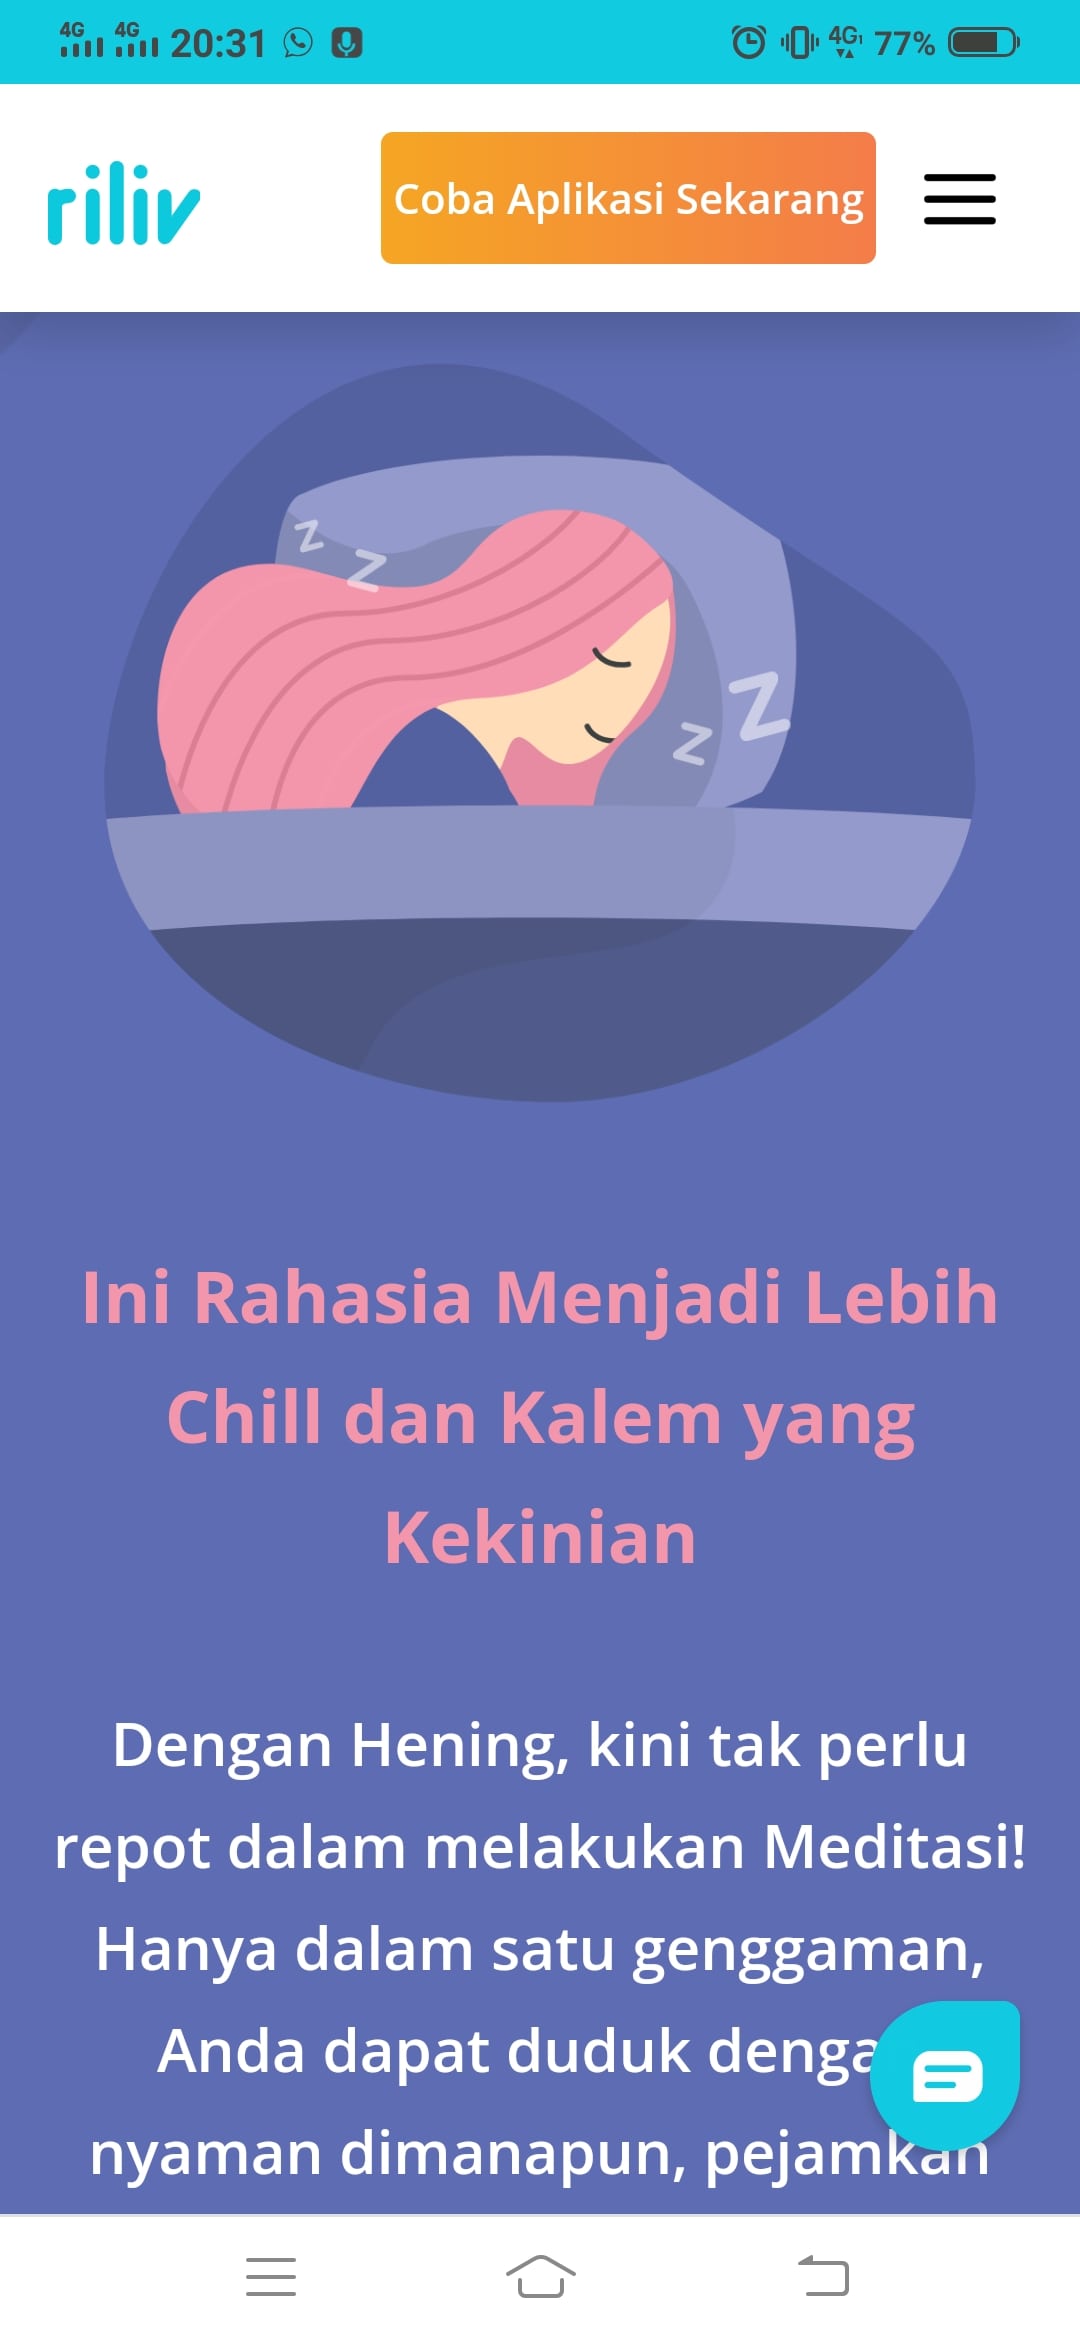 4G 4G 20:31 4G 77%
riliv
Coba Aplikasi Sekarang
z
z
z
z
Ini Rahasia Menjadi Lebih
Chill dan Kalem yang
Kekinian
Dengan Hening, kini tak perlu
repot dalam melakukan Meditasi!
Hanya dalam satu genggaman,
Anda dapat duduk denga
nyaman dimanapun, pejamkan